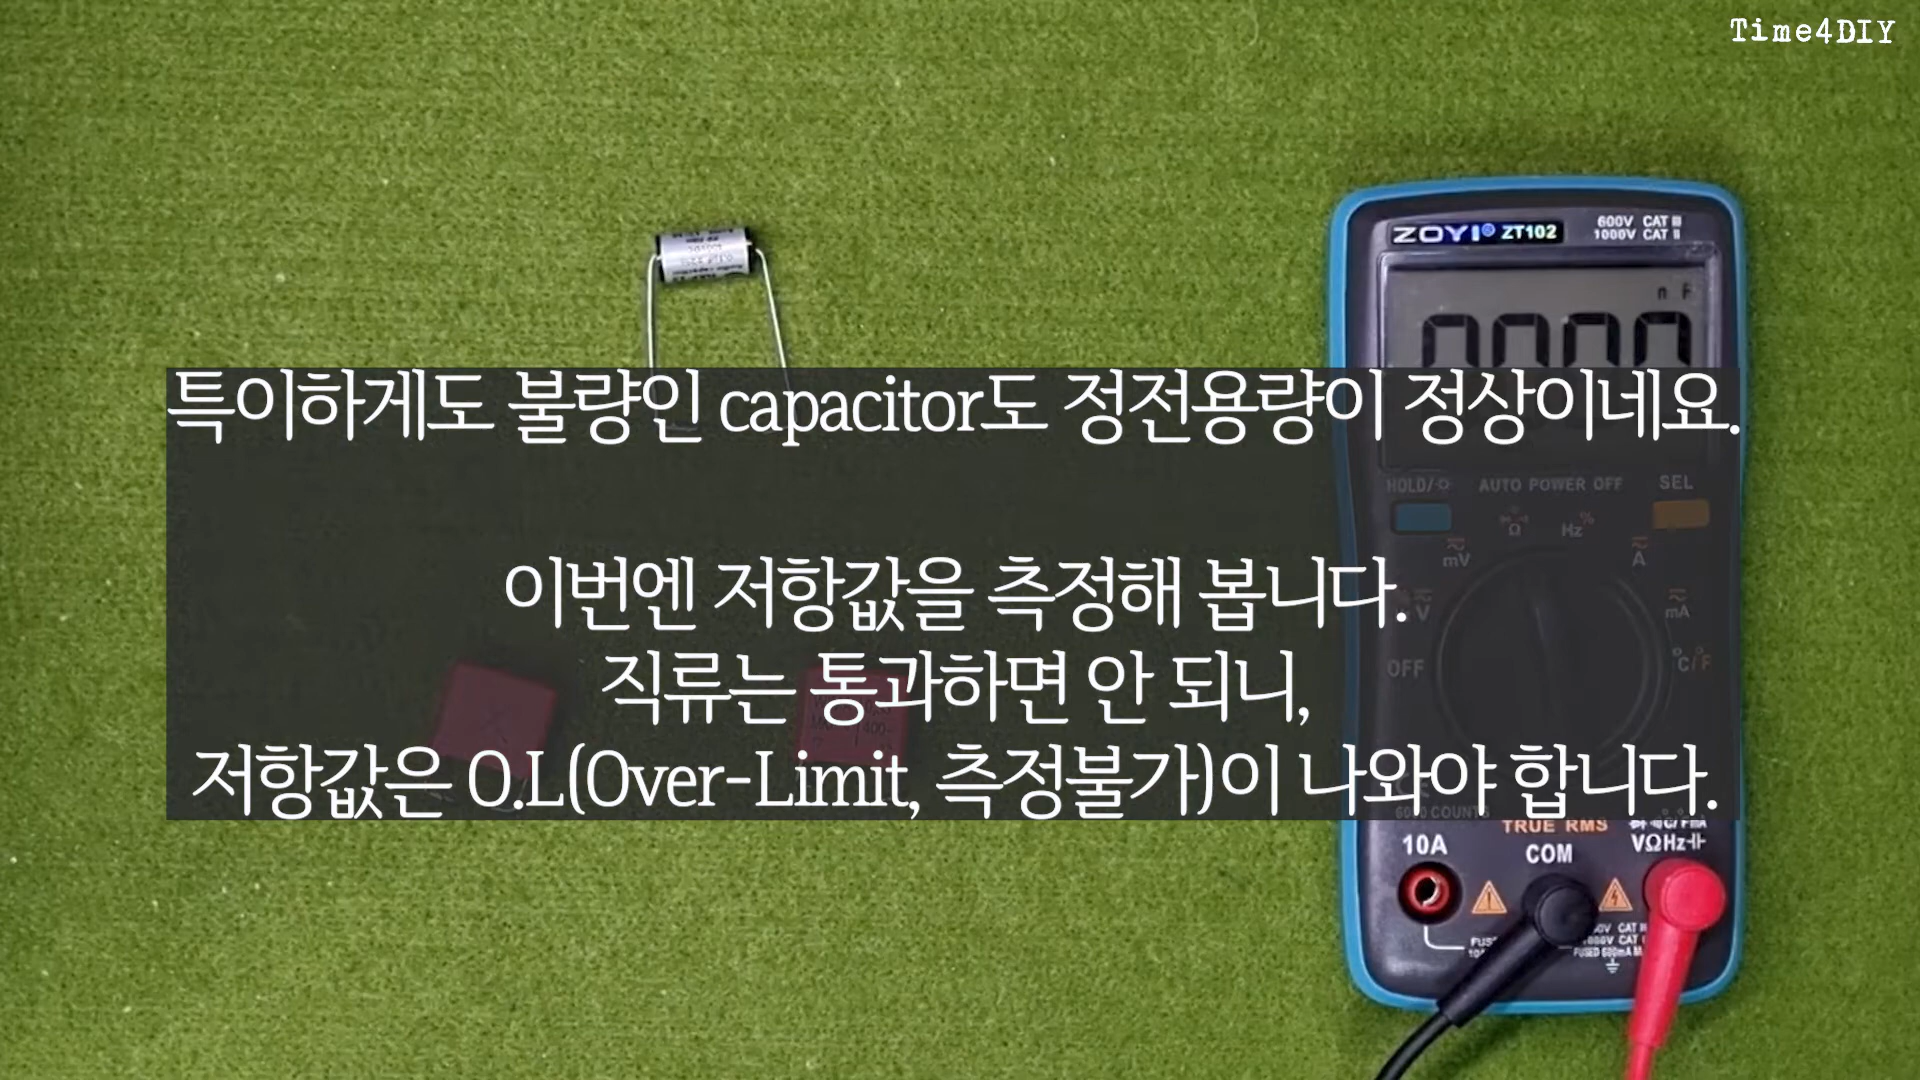 Time4DIY
ZOYI® ZT102
600V CAT III
1000V CAT II
n F
특이하게도 불량인 capacitor도 정전용량이 정상이네요.
HOLD/ AUTO POWER OFF SEL
Ω Hz%
mV A
이번엔 저항값을 측정해 봅니다.
V mA
직류는 통과하면 안 되니,
OFF °C/°F
저항값은 O.L(Over-Limit, 측정불가)이 나와야 합니다.
6000 COUNTS
TRUE RMS
10A COM VΩHz